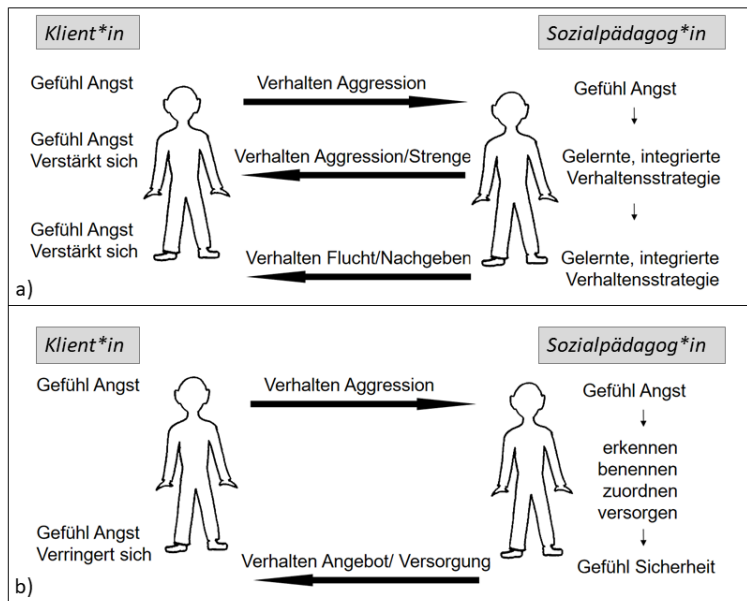 Klient*in
Sozialpädagog*in
Gefühl Angst
Verhalten Aggression
Gefühl Angst
Gefühl Angst
Verstärkt sich
Verhalten Aggression/Strenge
Gelernte, integrierte
Verhaltensstrategie
Gefühl Angst
Verstärkt sich
Verhalten Flucht/Nachgeben
Gelernte, integrierte
Verhaltensstrategie
a)
Klient*in
Sozialpädagog*in
Gefühl Angst
Verhalten Aggression
Gefühl Angst
erkennen
benennen
zuordnen
versorgen
Gefühl Angst
Verringert sich
Verhalten Angebot/ Versorgung
Gefühl Sicherheit
b)